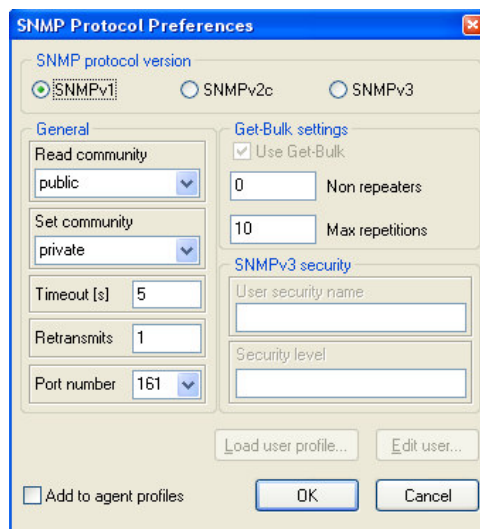 SNMP Protocol Preferences
SNMP protocol version
SNMPv1 SNMPv2c SNMPv3
General
Read community
public
Set community
private
Timeout [s] 5
Retransmits 1
Port number 161
Get-Bulk settings
Use Get-Bulk
0 Non repeaters
10 Max repetitions
SNMPv3 security
User security name
Security level
Load user profile... Edit user...
Add to agent profiles OK Cancel